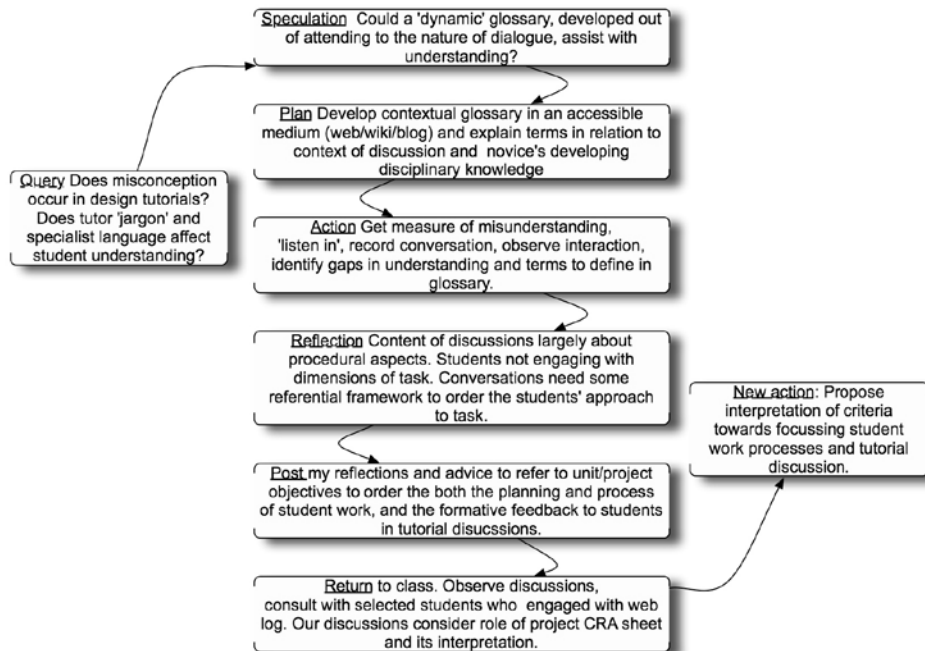 Speculation Could a 'dynamic' glossary, developed out
of attending to the nature of dialogue, assist with
understanding?
Plan Develop contextual glossary in an accessible
medium (web/wiki/blog) and explain terms in relation to
context of discussion and novice's developing
disciplinary knowledge
Query Does misconception
occur in design tutorials?
Does tutor 'jargon' and
specialist language affect
student understanding?
Action Get measure of misunderstanding,
'listen in', record conversation, observe interaction,
identify gaps in understanding and terms to define in
glossary.
Reflection Content of discussions largely about
procedural aspects. Students not engaging with
dimensions of task. Conversations need some
referential framework to order the students' approach
to task.
New action: Propose
interpretation of criteria
towards focussing student
work processes and tutorial
discussion.
Post my reflections and advice to refer to unit/project
objectives to order the both the planning and process
of student work, and the formative feedback to students
in tutorial disucssions.
Return to class. Observe discussions,
consult with selected students who engaged with web
log. Our discussions consider role of project CRA sheet
and its interpretation.